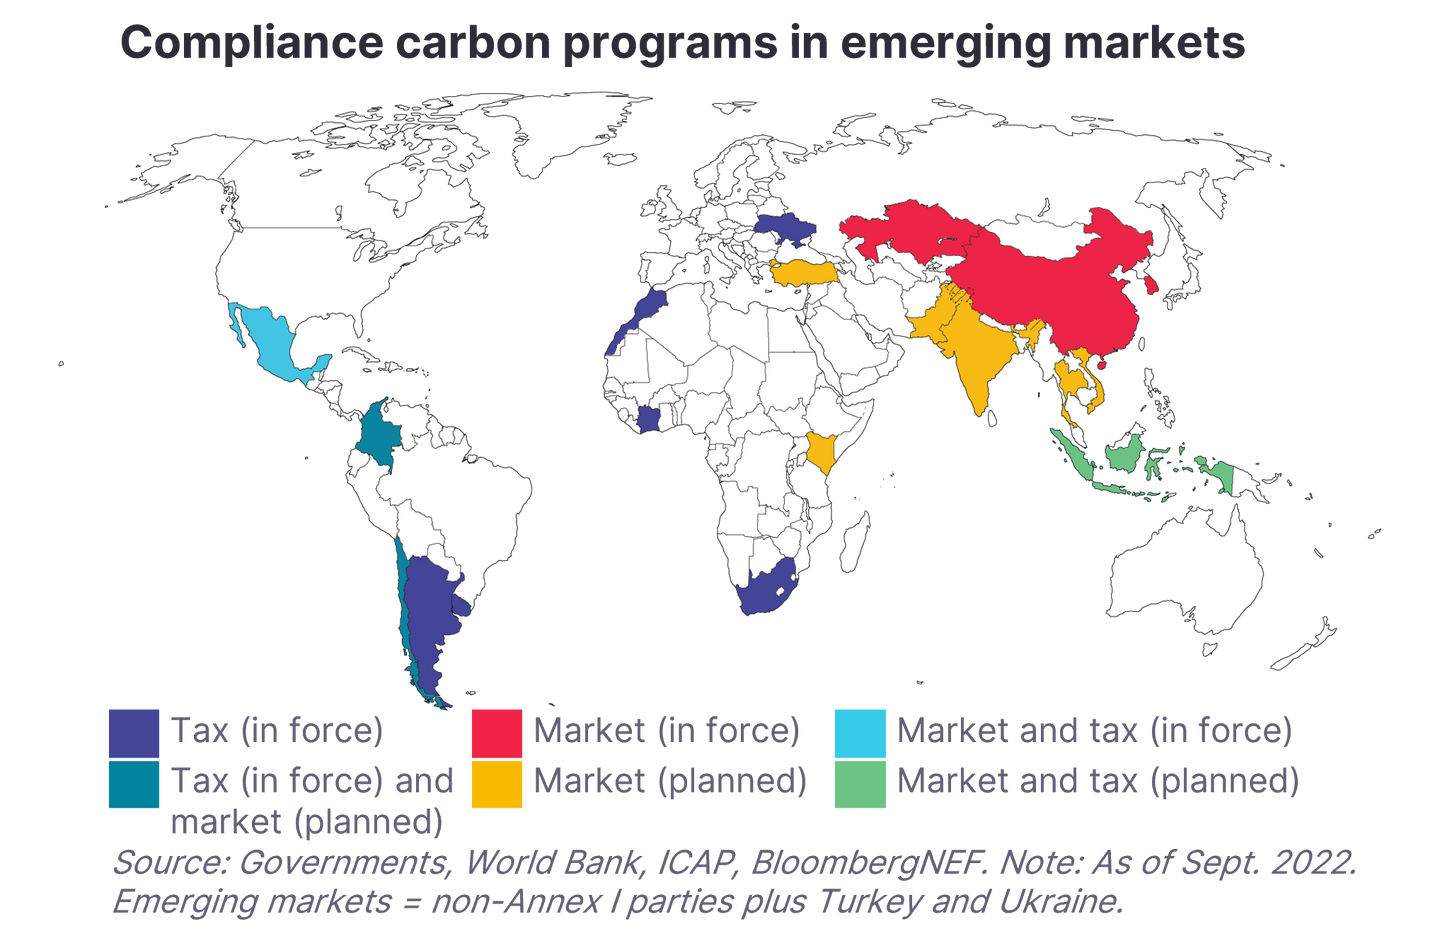 Compliance carbon programs in emerging markets
Tax (in force)
Market (in force)
Market and tax (in force)
Tax (in force) and
market (planned)
Market (planned)
Market and tax (planned)
Source: Governments, World Bank, ICAP, BloombergNEF. Note: As of Sept. 2022.
Emerging markets = non-Annex I parties plus Turkey and Ukraine.